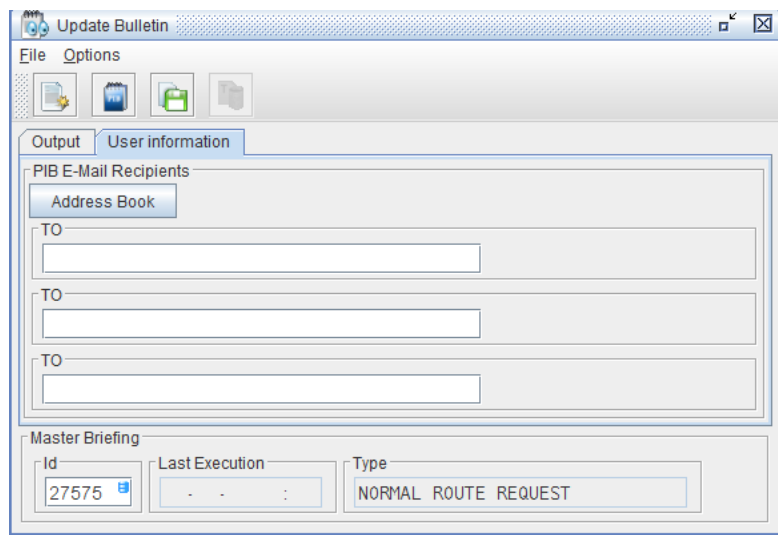 Update Bulletin
File Options
Output User information
PIB E-Mail Recipients
Address Book
TO
TO
TO
Master Briefing
Id Last Execution Type
27575 - - : NORMAL ROUTE REQUEST